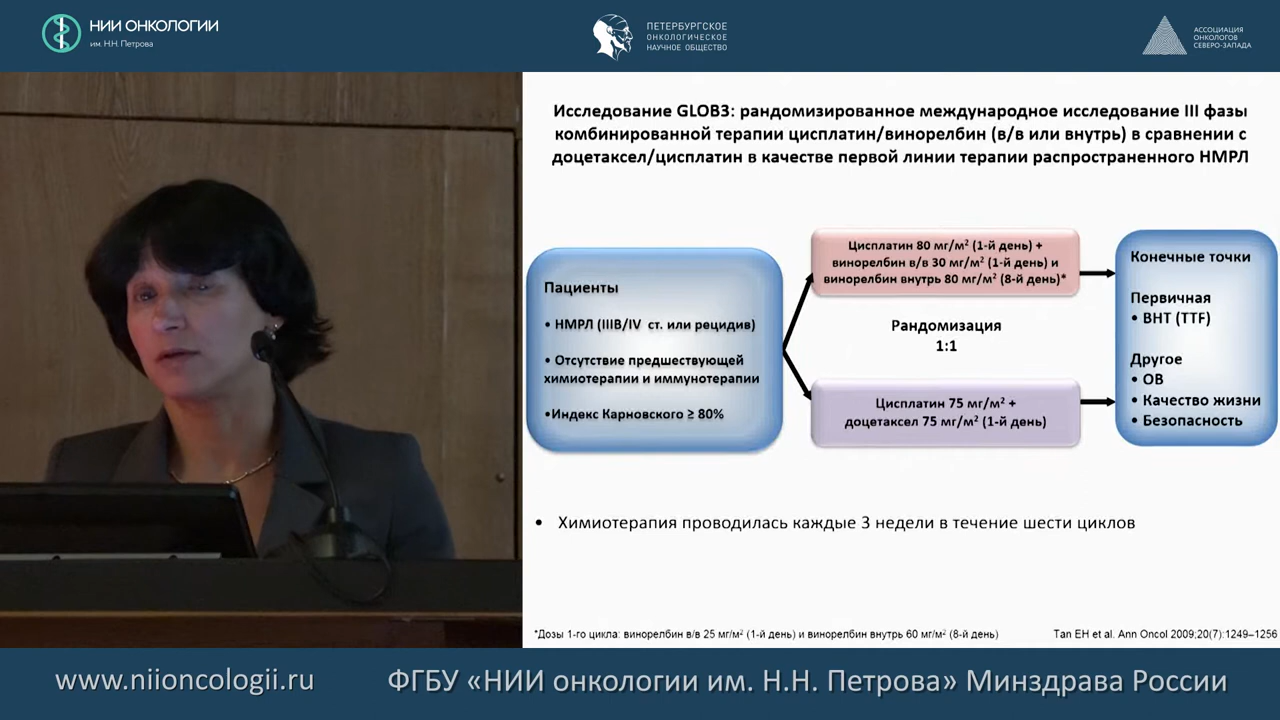 НИИ ОНКОЛОГИИ
им. Н.Н. Петрова
ПЕТЕРБУРГСКОЕ
ОНКОЛОГИЧЕСКОЕ
НАУЧНОЕ ОБЩЕСТВО
АССОЦИАЦИЯ
ОНКОЛОГОВ
СЕВЕРО-ЗАПАДА
Исследование GLOB3: рандомизированное международное исследование III фазы
комбинированной терапии цисплатин/винорелбин (в/в или внутрь) в сравнении с
доцетаксел/цисплатин в качестве первой линии терапии распространенного НМРЛ
Пациенты
• НМРЛ (IIIB/IV ст. или рецидив)
• Отсутствие предшествующей
химиотерапии и иммунотерапии
•Индекс Карновского ≥ 80%
Цисплатин 80 мг/м² (1-й день) +
винорелбин в/в 30 мг/м² (1-й день) и
винорелбин внутрь 80 мг/м² (8-й день)*
Рандомизация
1:1
Цисплатин 75 мг/м² +
доцетаксел 75 мг/м² (1-й день)
Конечные точки
Первичная
• ВНТ (TTF)
Другое
• ОВ
• Качество жизни
• Безопасность
• Химиотерапия проводилась каждые 3 недели в течение шести циклов
*Дозы 1-го цикла: винорелбин в/в 25 мг/м² (1-й день) и винорелбин внутрь 60 мг/м² (8-й день)
Tan EH et al. Ann Oncol 2009;20(7):1249–1256
www.niioncologii.ru
ФГБУ «НИИ онкологии им. Н.Н. Петрова» Минздрава России